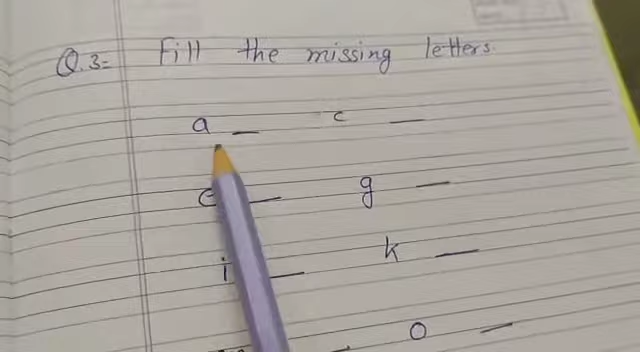 Q.3= Fill the missing letters.
a _ c _
e _ g _
i _ k _
_ o _